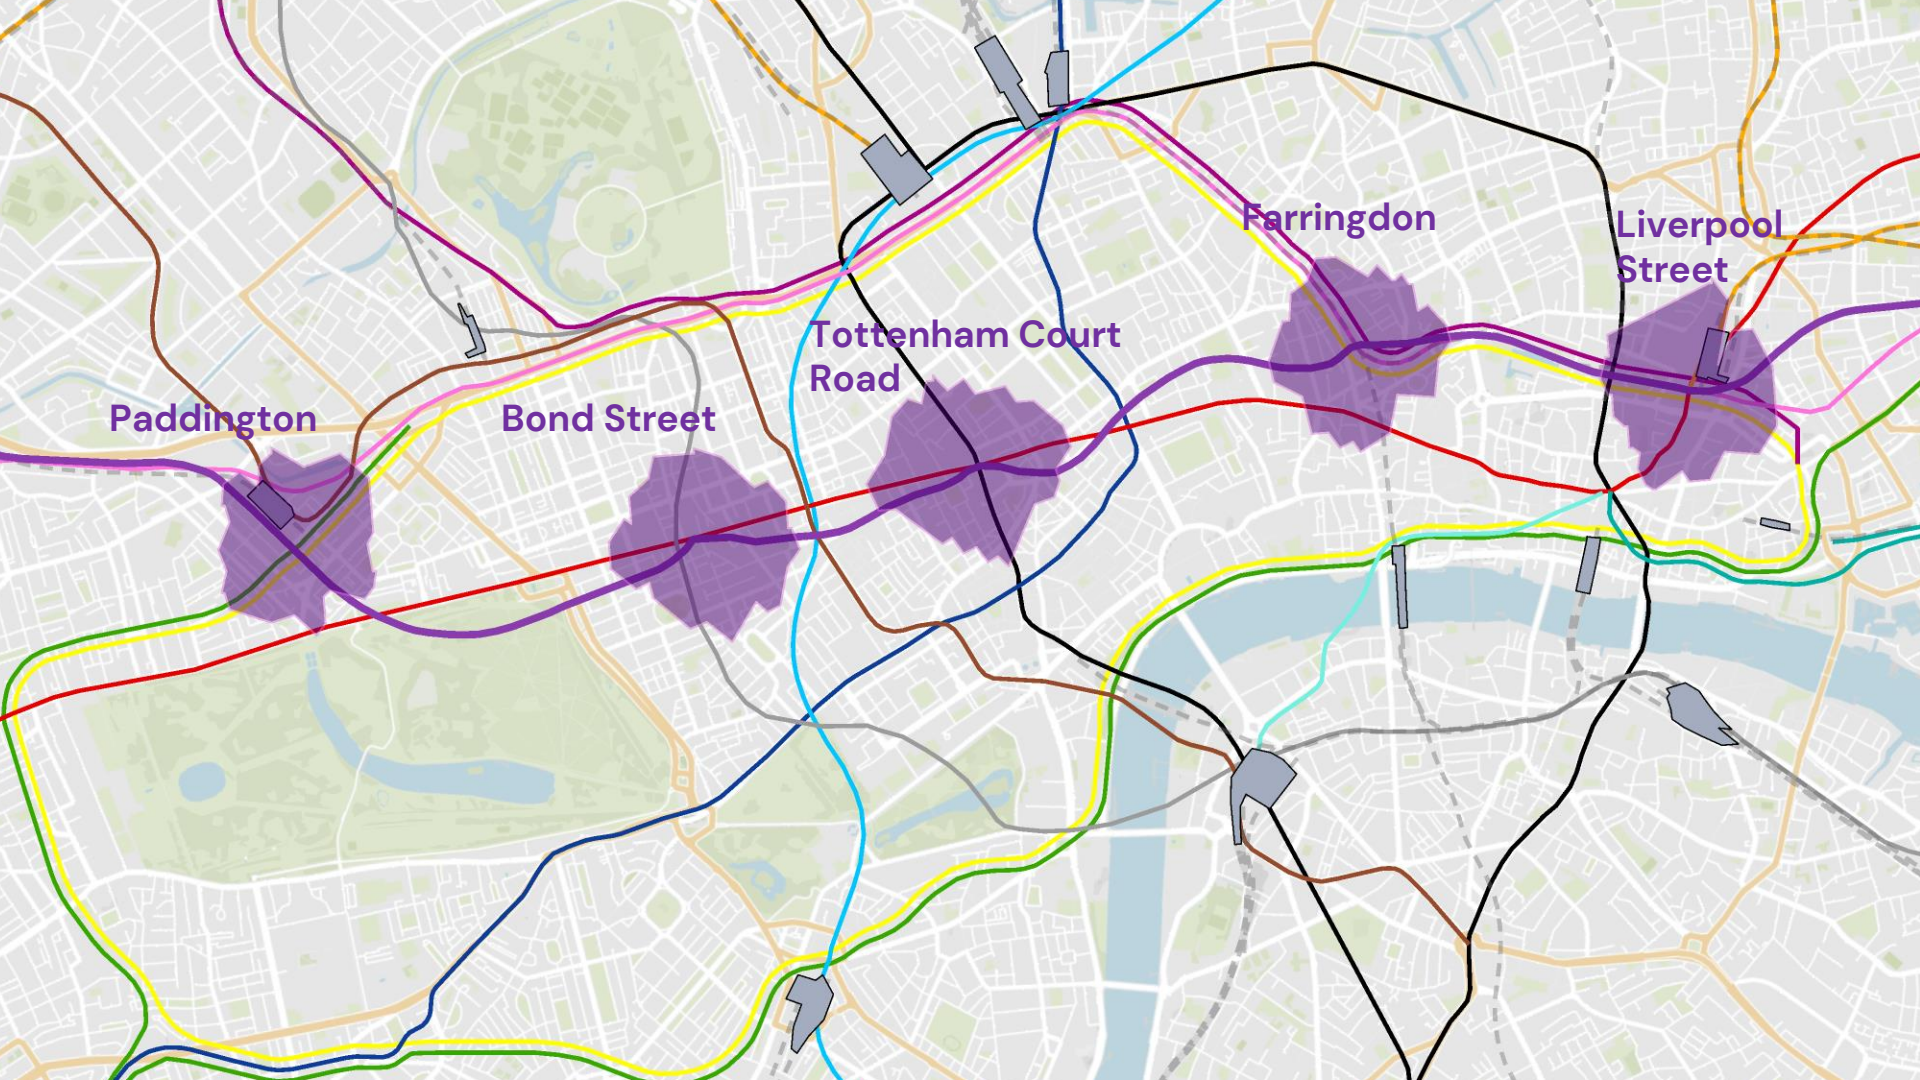 Farringdon
Liverpool
Street
Tottenham Court
Road
Paddington
Bond Street